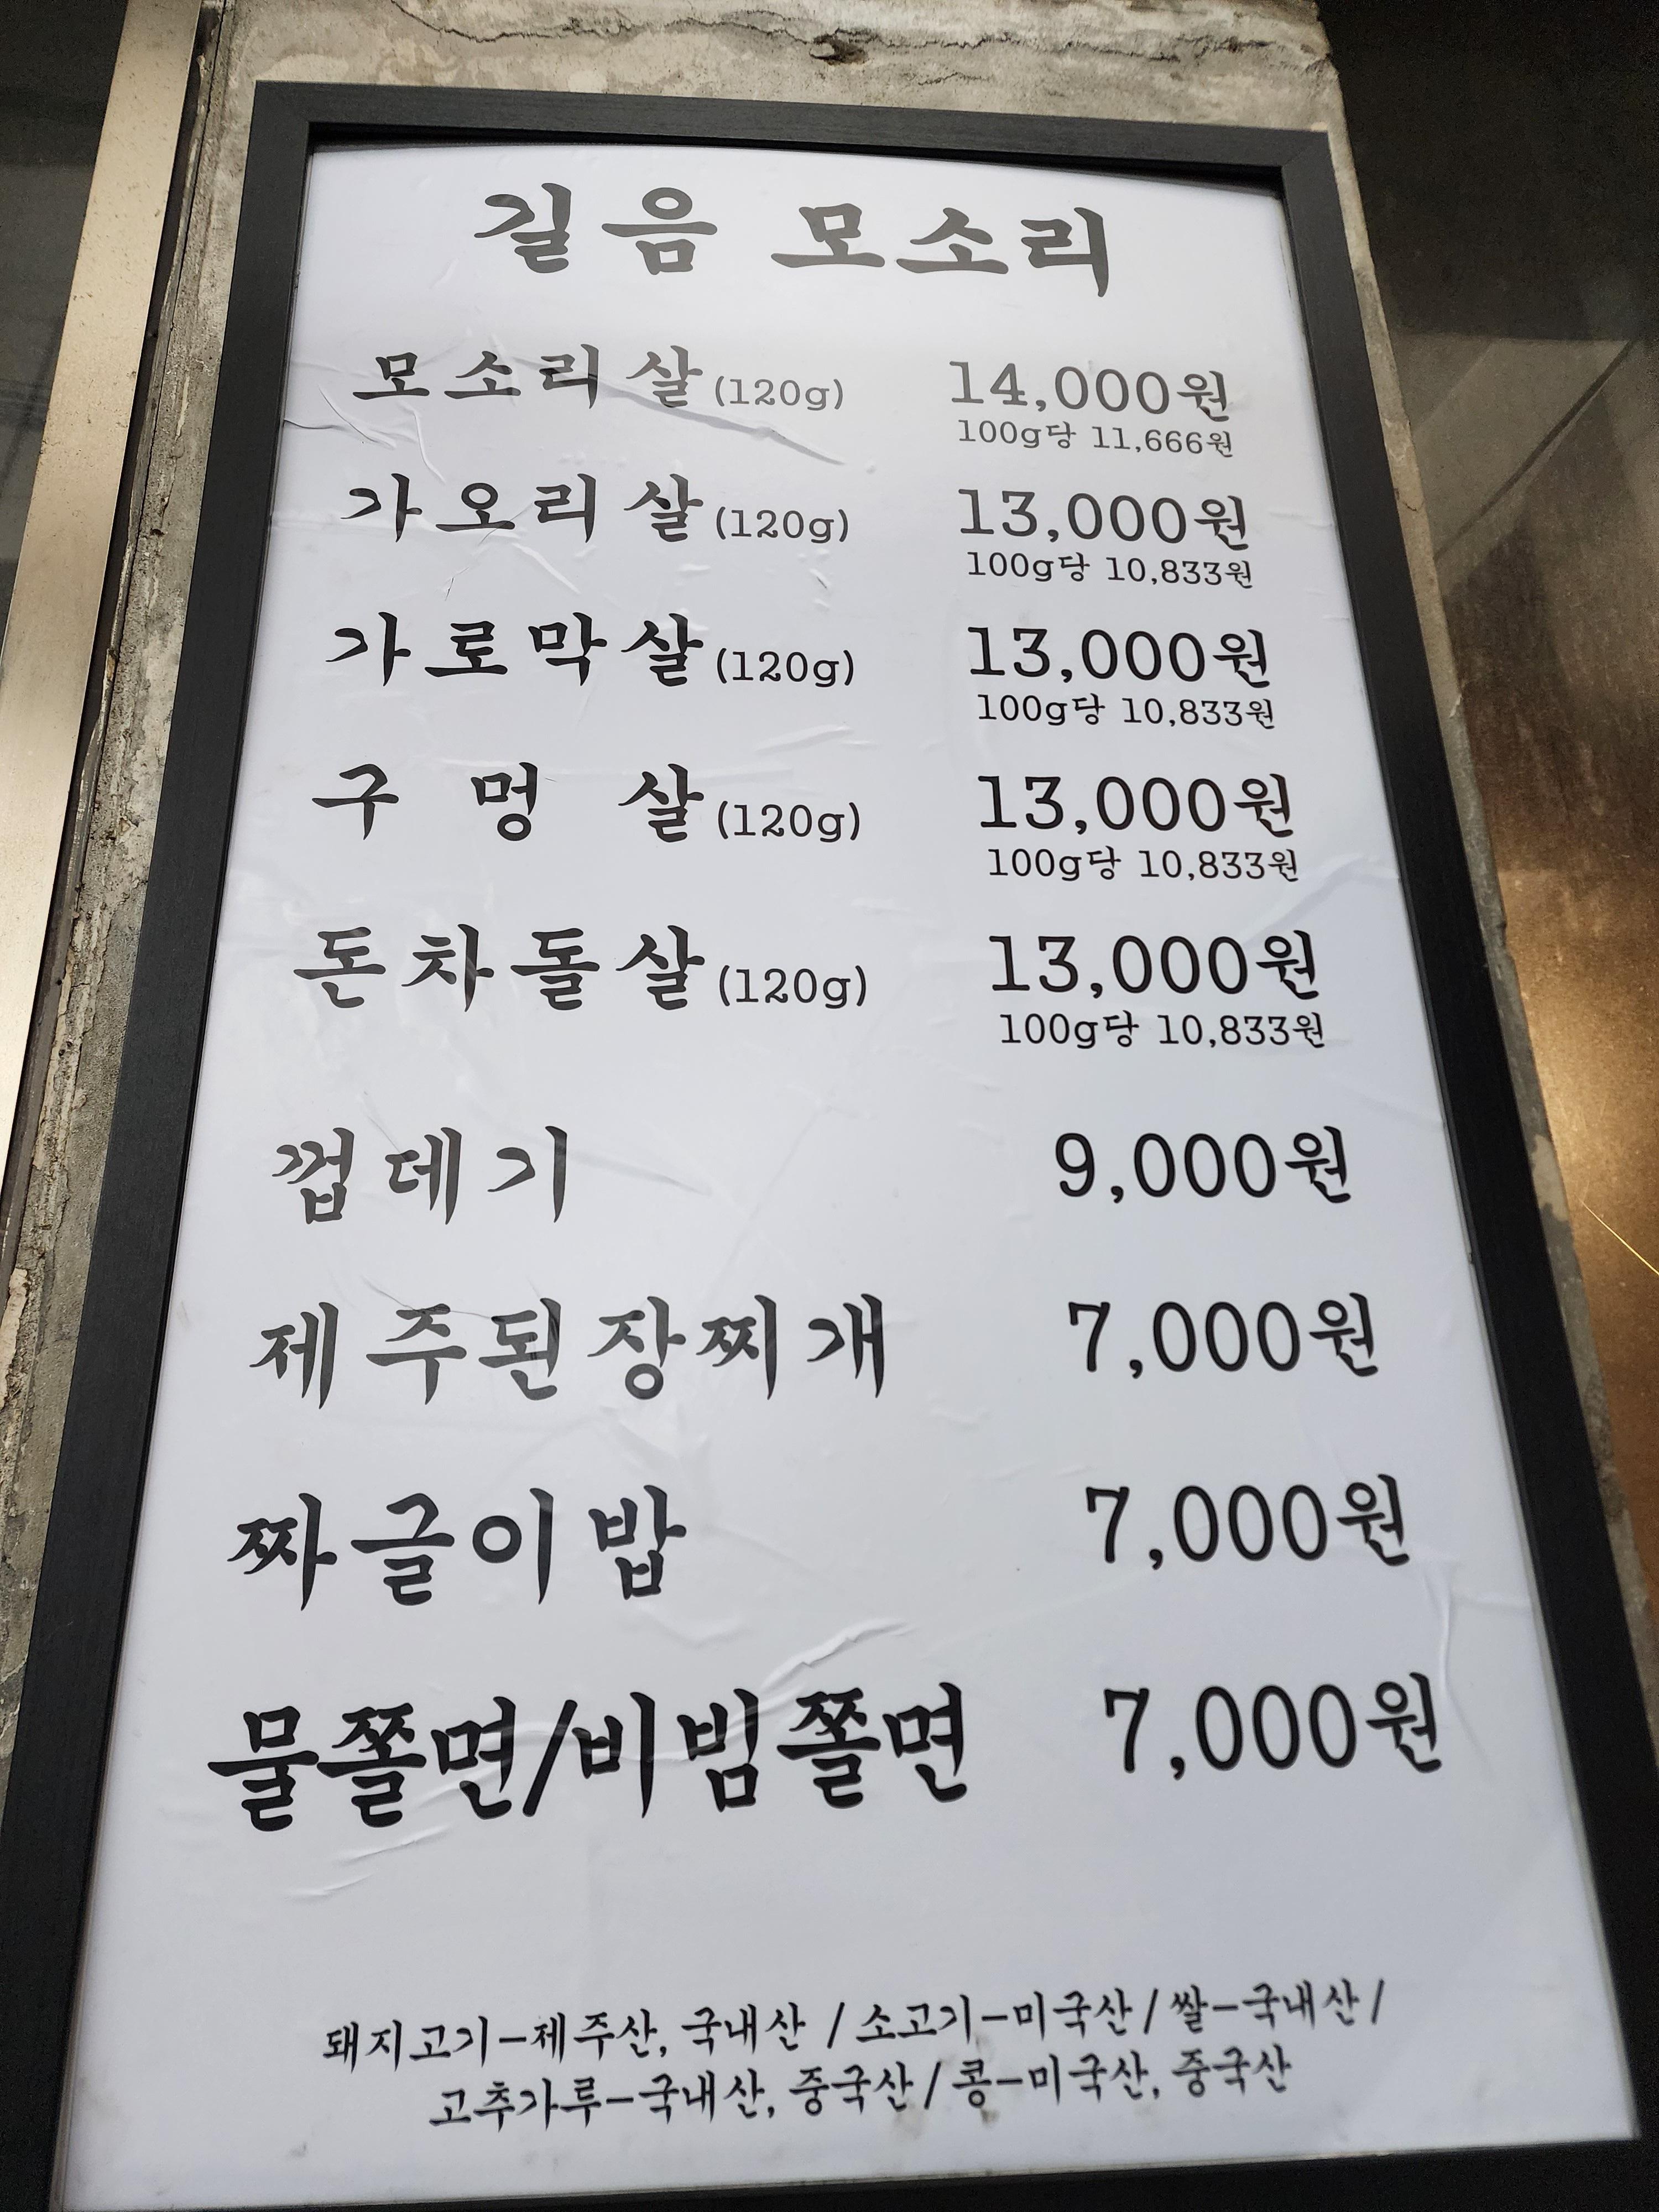 길음 모소리
모소리살(120g) 14,000원
100g당 11,666원
가오리살(120g) 13,000원
100g당 10,833원
가로막살(120g) 13,000원
100g당 10,833원
구멍살(120g) 13,000원
100g당 10,833원
돈차돌살(120g) 13,000원
100g당 10,833원
껍데기 9,000원
제주된장찌개 7,000원
짜글이밥 7,000원
물쫄면/비빔쫄면 7,000원
돼지고기-제주산, 국내산 / 소고기-미국산 / 쌀-국내산 /
고추가루-국내산, 중국산 / 콩-미국산, 중국산